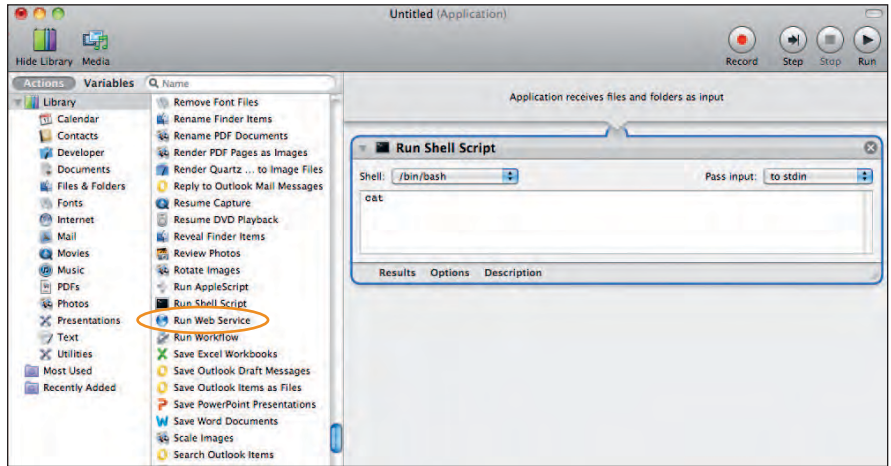 Untitled (Application)
Hide Library Media
Record Step Stop Run
Actions Variables Name
Library
Calendar
Contacts
Developer
Documents
Files & Folders
Fonts
Internet
Mail
Movies
Music
PDFs
Photos
Presentations
Text
Utilities
Most Used
Recently Added
Remove Font Files
Rename Finder Items
Rename PDF Documents
Render PDF Pages as Images
Render Quartz ... to Image Files
Reply to Outlook Mail Messages
Resume Capture
Resume DVD Playback
Reveal Finder Items
Review Photos
Rotate Images
Run AppleScript
Run Shell Script
Run Web Service
Run Workflow
Save Excel Workbooks
Save Outlook Draft Messages
Save Outlook Items as Files
Save PowerPoint Presentations
Save Word Documents
Scale Images
Search Outlook Items
Application receives files and folders as input
Run Shell Script
Shell: /bin/bash Pass input: to stdin
cat
Results Options Description